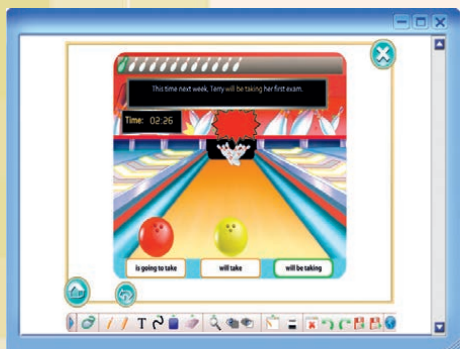 This time next week, Terry will be taking her first exam.
Time: 02:26
is going to take will take will be taking
T